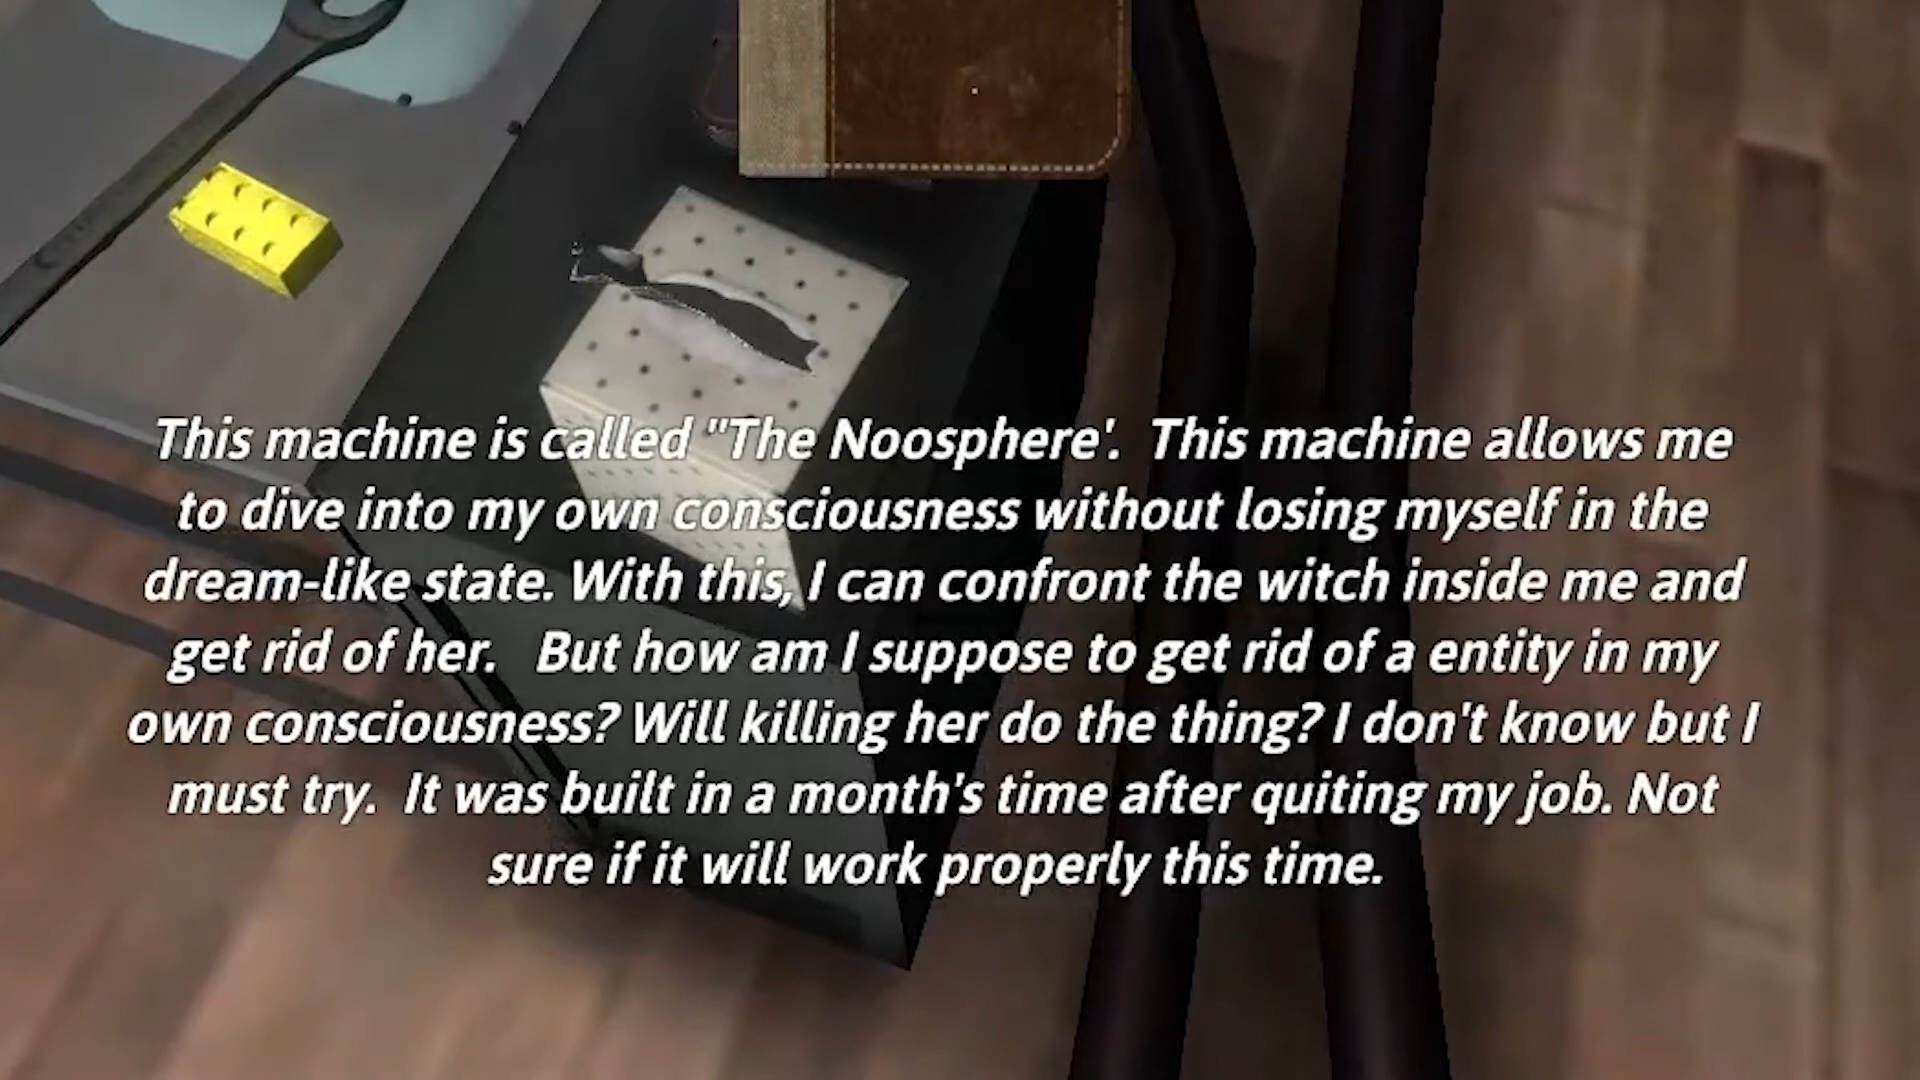 This machine is called "The Noosphere'.  This machine allows me
to dive into my own consciousness without losing myself in the
dream-like state. With this, I can confront the witch inside me and
get rid of her.   But how am I suppose to get rid of a entity in my
own consciousness? Will killing her do the thing? I don't know but I
must try.  It was built in a month's time after quiting my job. Not
sure if it will work properly this time.